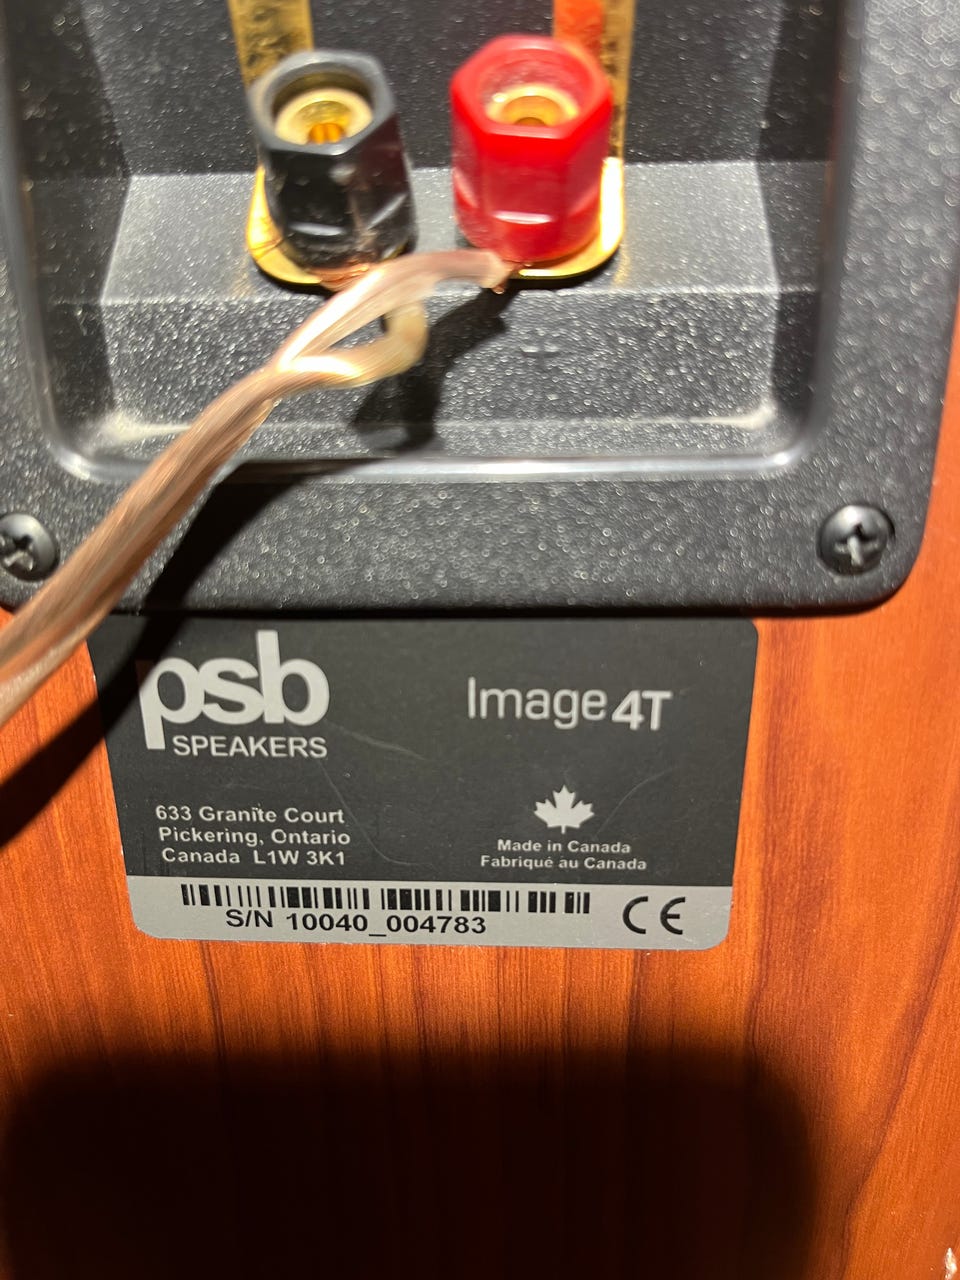 psb
SPEAKERS
Image 4T
633 Granite Court
Pickering, Ontario
Canada L1W 3K1
Made in Canada
Fabriqué au Canada
S/N 10040_004783
CE